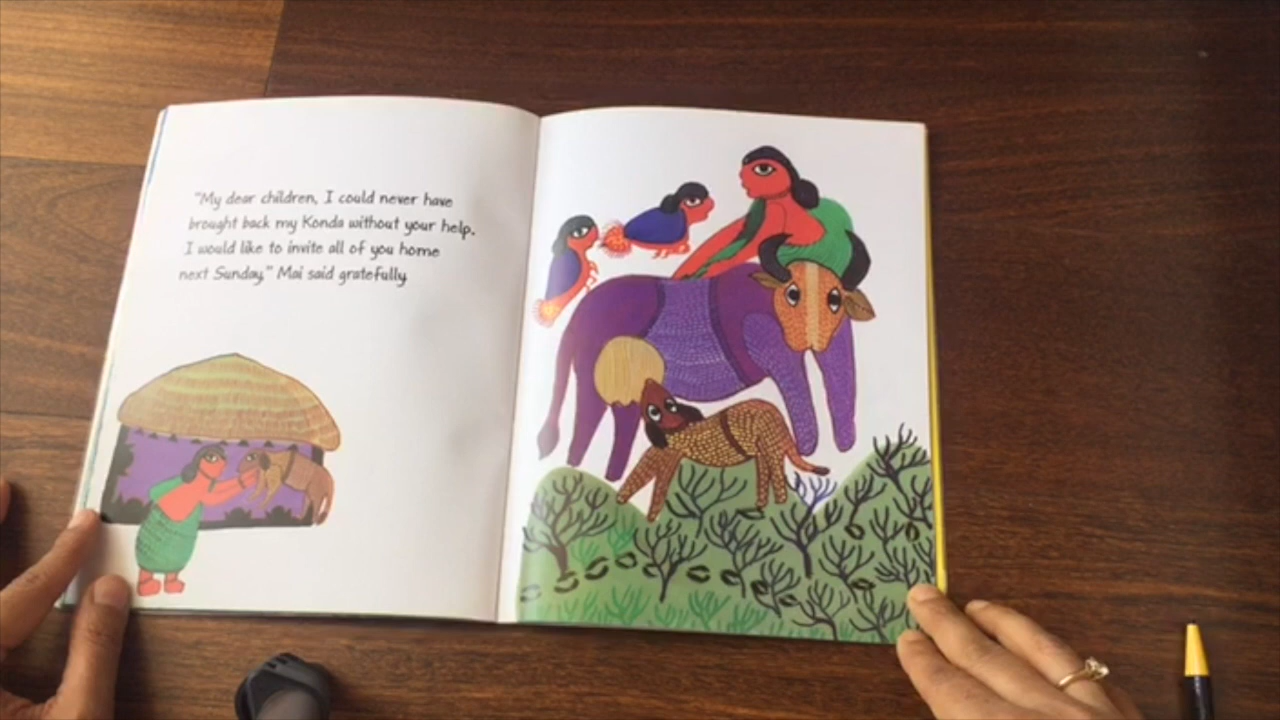 "My dear children, I could never have
brought back my Konda without your help.
I would like to invite all of you home
next Sunday," Mai said gratefully